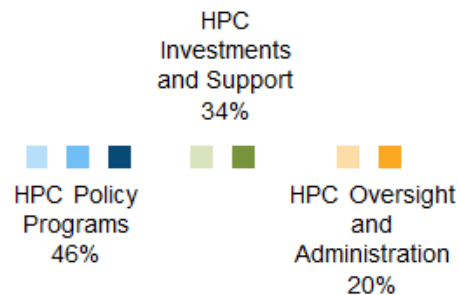 HPC
Investments
and Support
34%
HPC Policy
Programs
46%
HPC Oversight
and
Administration
20%